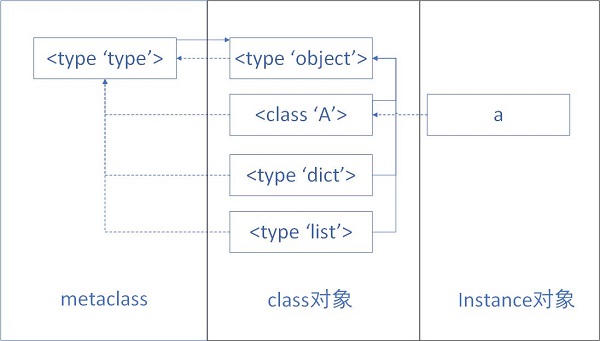 <type ‘type’>
<type ‘object’>
<class ‘A’>
a
<type ‘dict’>
<type ‘list’>
metaclass
class对象
Instance对象